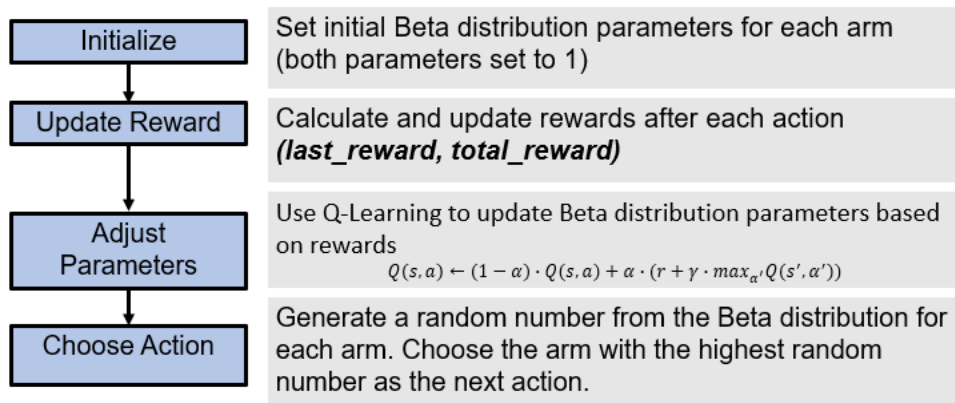 Initialize
Set initial Beta distribution parameters for each arm
(both parameters set to 1)
Update Reward
Calculate and update rewards after each action
(last_reward, total_reward)
Adjust
Parameters
Use Q-Learning to update Beta distribution parameters based
on rewards
Q(s, a) ← (1 − α) · Q(s, a) + α · (r + γ · max_α′ Q(s′, α′))
Choose Action
Generate a random number from the Beta distribution for
each arm. Choose the arm with the highest random
number as the next action.